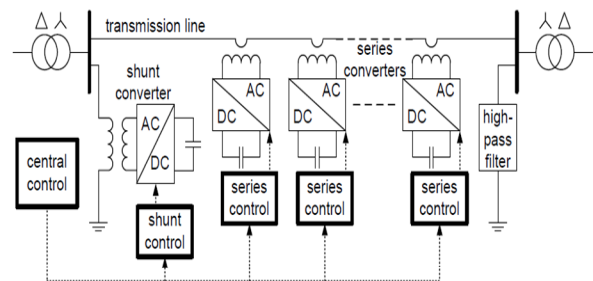 Δ Y
transmission line
Y Δ
series
converters
shunt
converter
AC
DC
AC
DC
AC
DC
AC
DC
high-
pass
filter
central
control
shunt
control
series
control
series
control
series
control